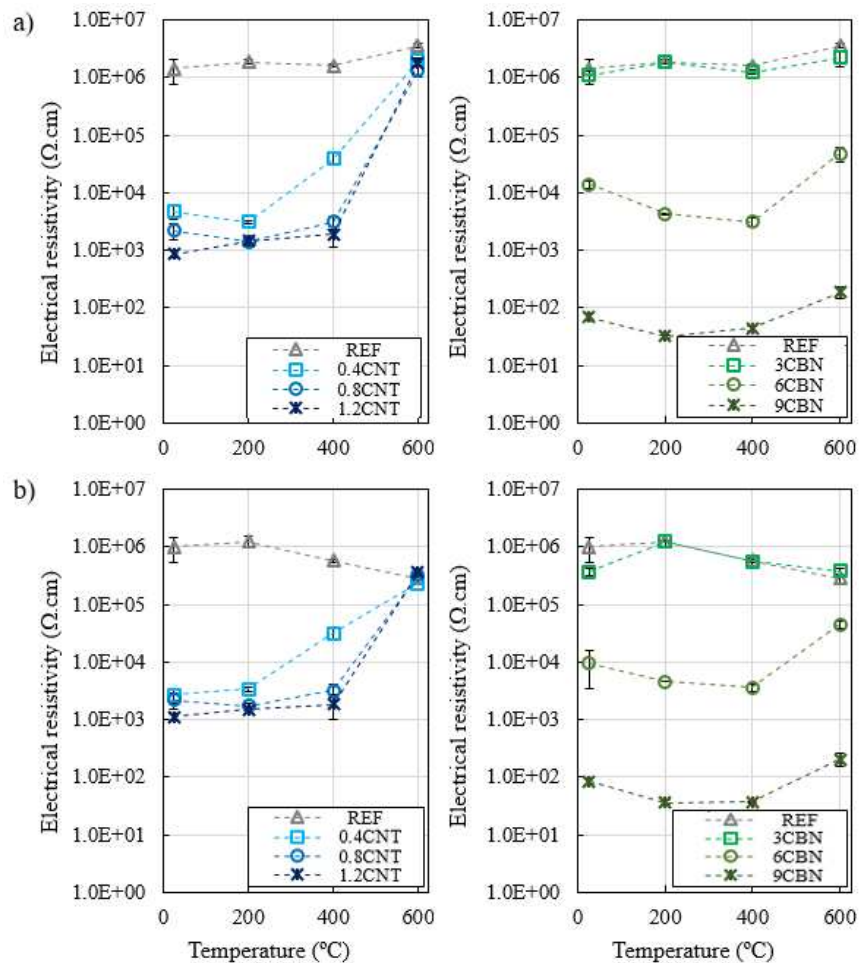 a)
Electrical resistivity (Ω.cm)
1.0E+07
1.0E+06
1.0E+05
1.0E+04
1.0E+03
1.0E+02
1.0E+01
1.0E+00
REF
0.4CNT
0.8CNT
1.2CNT
0 200 400 600
Electrical resistivity (Ω.cm)
1.0E+07
1.0E+06
1.0E+05
1.0E+04
1.0E+03
1.0E+02
1.0E+01
1.0E+00
REF
3CBN
6CBN
9CBN
0 200 400 600
b)
Electrical resistivity (Ω.cm)
1.0E+07
1.0E+06
1.0E+05
1.0E+04
1.0E+03
1.0E+02
1.0E+01
1.0E+00
REF
0.4CNT
0.8CNT
1.2CNT
0 200 400 600
Temperature (ºC)
Electrical resistivity (Ω.cm)
1.0E+07
1.0E+06
1.0E+05
1.0E+04
1.0E+03
1.0E+02
1.0E+01
1.0E+00
REF
3CBN
6CBN
9CBN
0 200 400 600
Temperature (ºC)